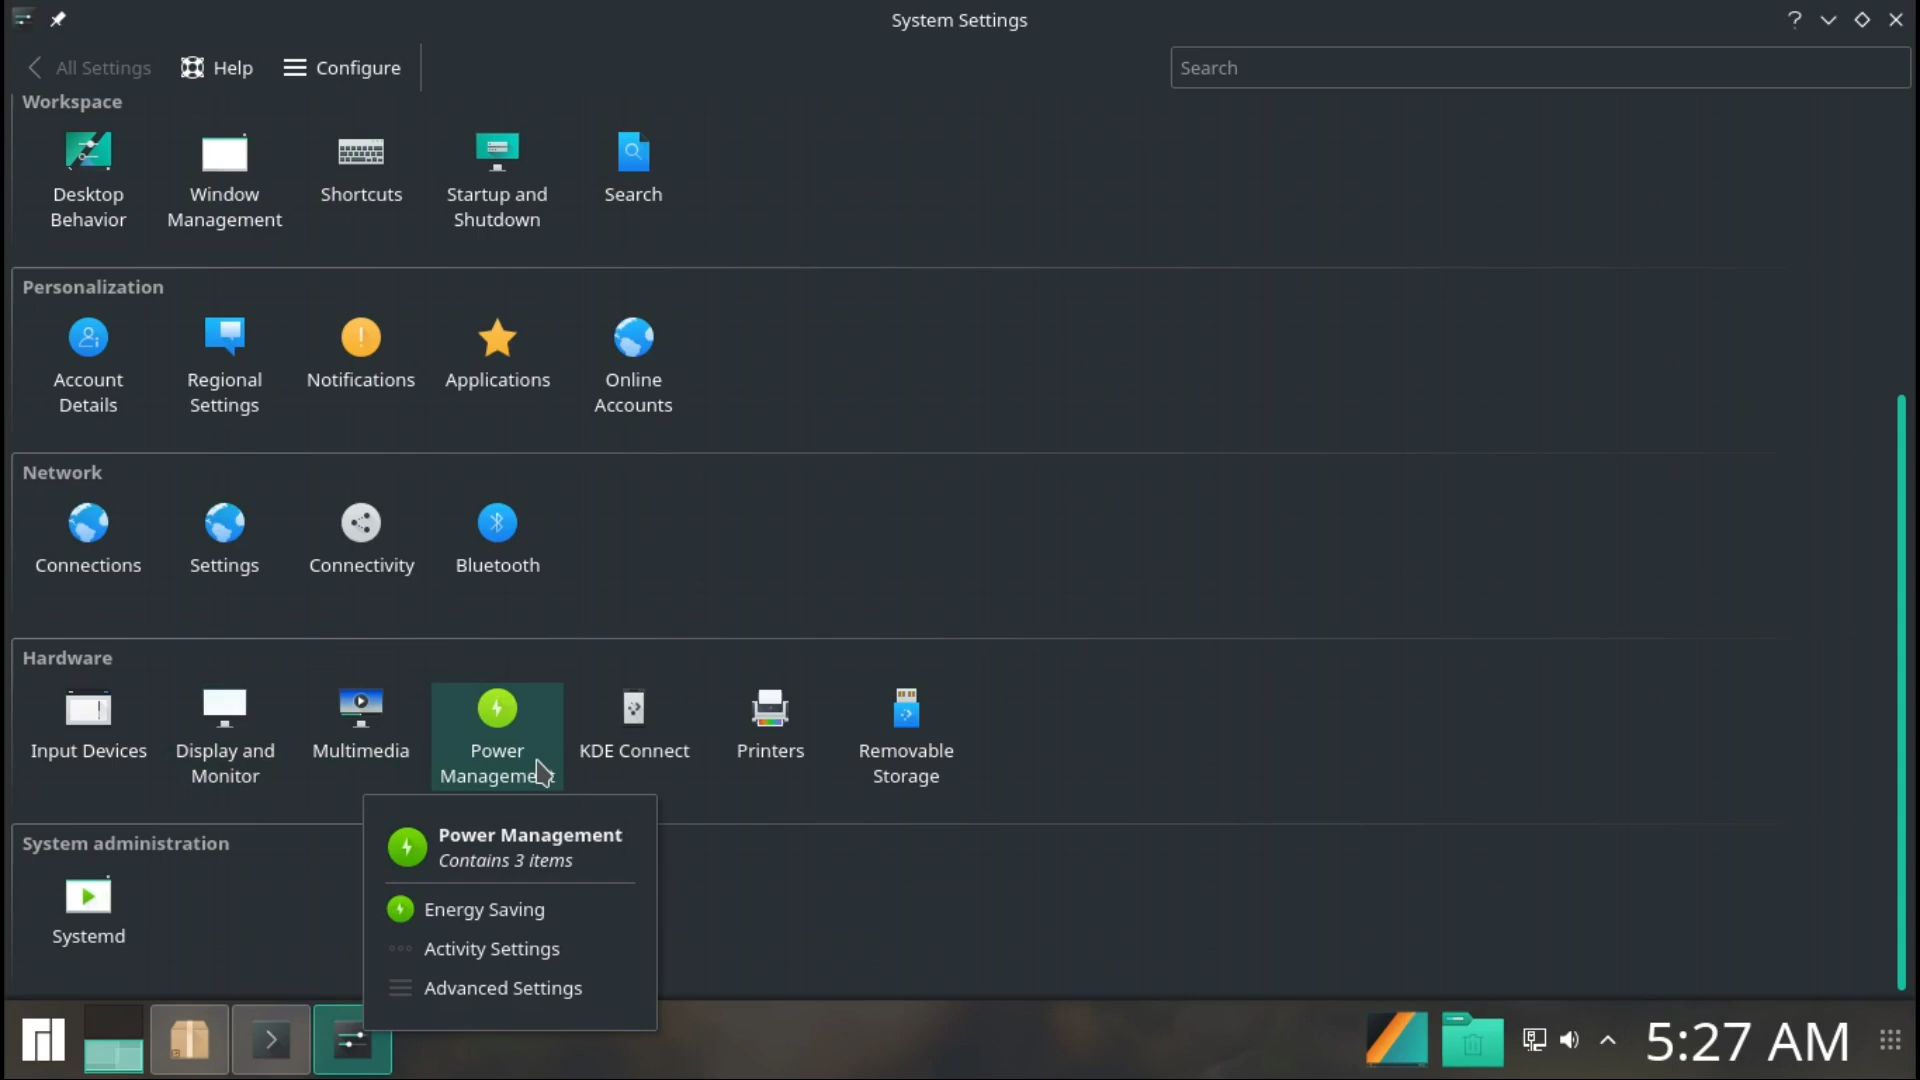 System Settings
All Settings
Help
Configure
Search
Workspace
Desktop
Behavior
Window
Management
Shortcuts
Startup and
Shutdown
Search
Personalization
Account
Details
Regional
Settings
Notifications
Applications
Online
Accounts
Network
Connections
Settings
Connectivity
Bluetooth
Hardware
Input Devices
Display and
Monitor
Multimedia
Power
Management
KDE Connect
Printers
Removable
Storage
System administration
Systemd
Power Management
Contains 3 items
Energy Saving
Activity Settings
Advanced Settings
5:27 AM